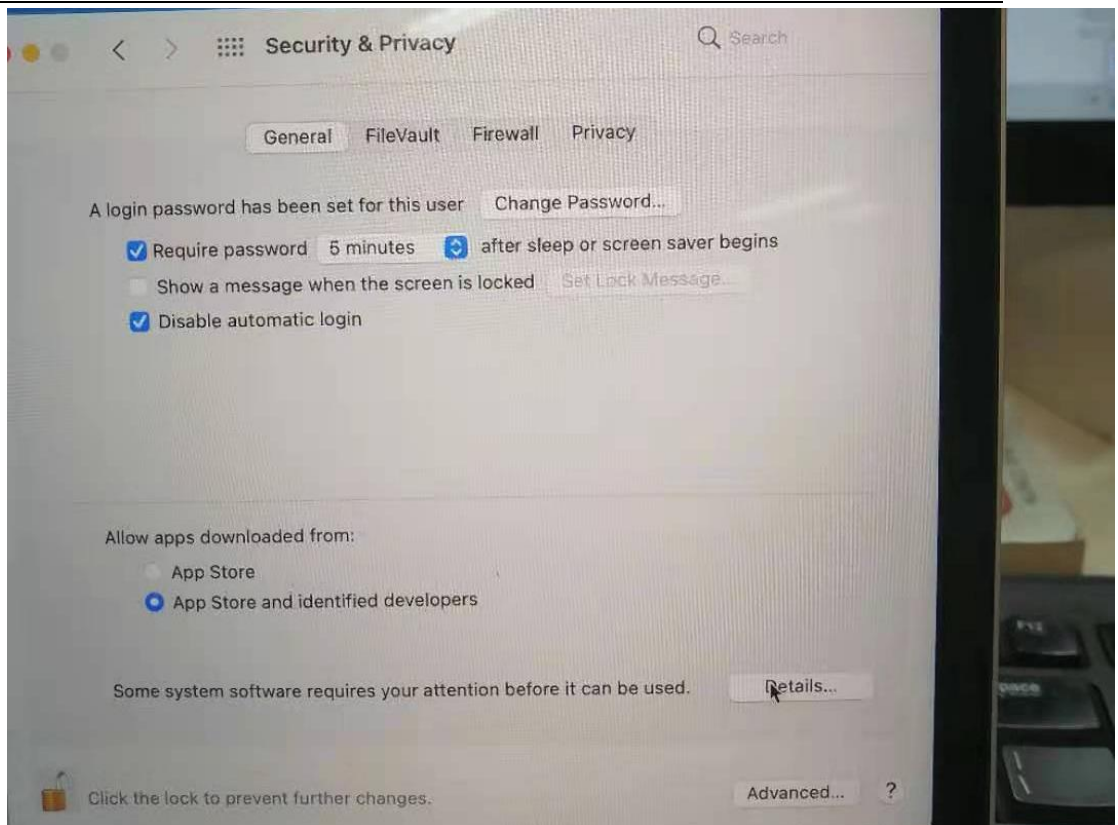 Security & Privacy
Search
General FileVault Firewall Privacy
A login password has been set for this user Change Password...
Require password 5 minutes after sleep or screen saver begins
Show a message when the screen is locked Set Lock Message...
Disable automatic login
Allow apps downloaded from:
App Store
App Store and identified developers
Some system software requires your attention before it can be used. Details...
Click the lock to prevent further changes. Advanced... ?
F12